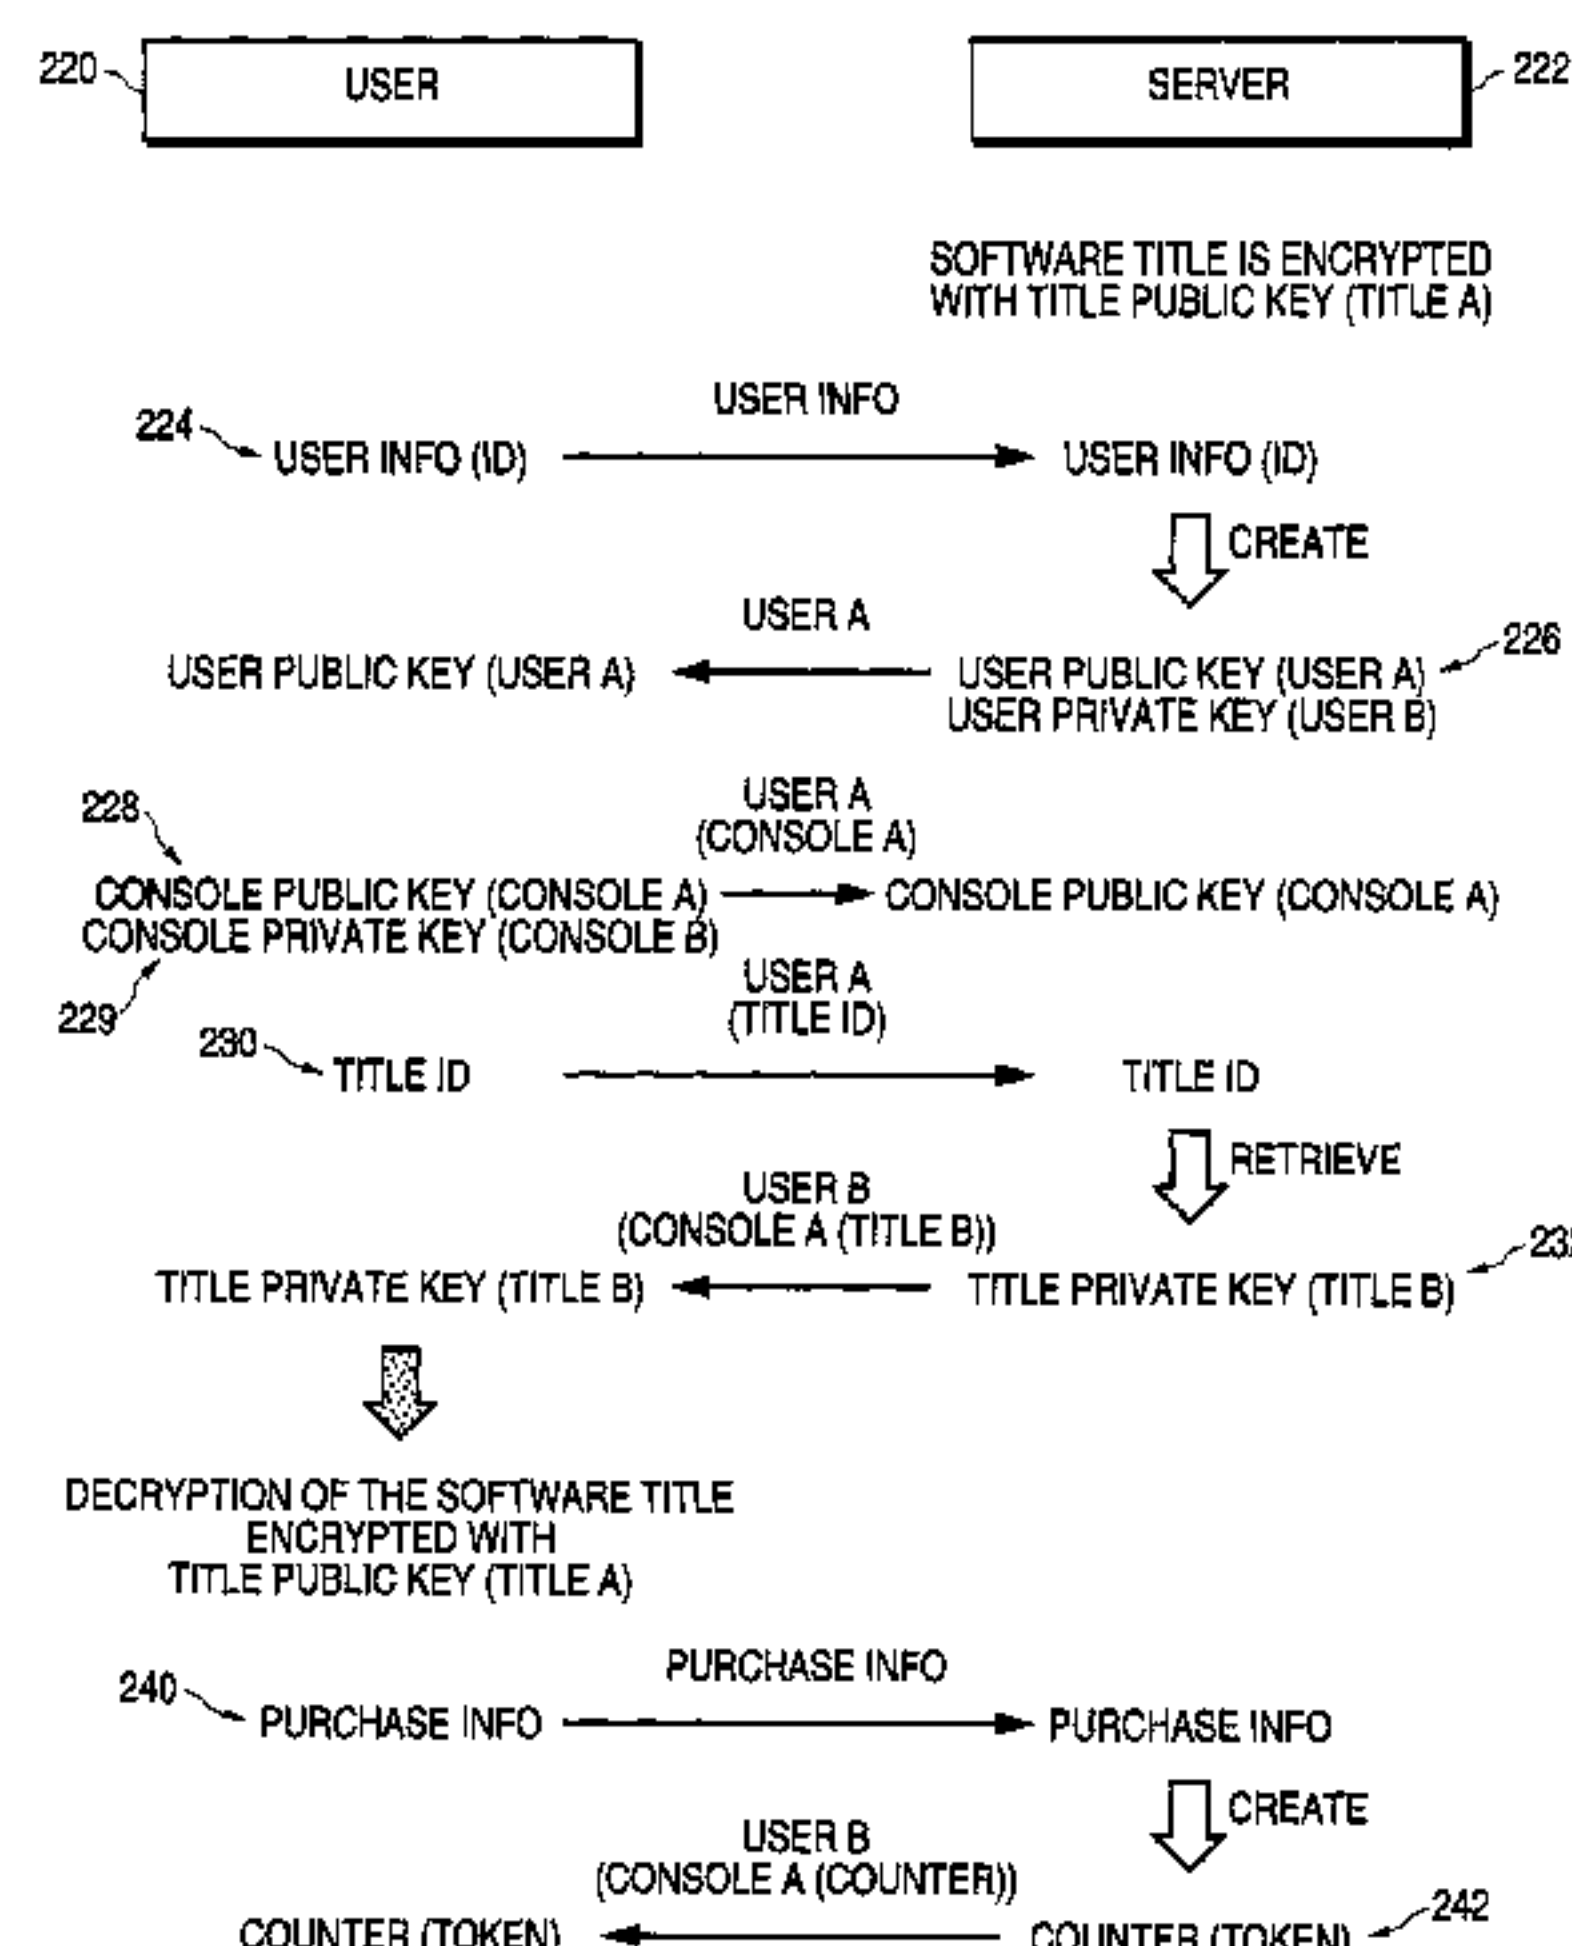 220 USER SERVER 222
SOFTWARE TITLE IS ENCRYPTED
WITH TITLE PUBLIC KEY (TITLE A)
USER INFO
224 USER INFO (ID) USER INFO (ID)
CREATE
USER A
226
USER PUBLIC KEY (USER A) USER PUBLIC KEY (USER A)
USER PRIVATE KEY (USER B)
228
USER A
(CONSOLE A)
CONSOLE PUBLIC KEY (CONSOLE A) CONSOLE PUBLIC KEY (CONSOLE A)
CONSOLE PRIVATE KEY (CONSOLE B)
229
USER A
(TITLE ID)
230 TITLE ID TITLE ID
RETRIEVE
USER B
(CONSOLE A (TITLE B))
TITLE PRIVATE KEY (TITLE B) TITLE PRIVATE KEY (TITLE B)
DECRYPTION OF THE SOFTWARE TITLE
ENCRYPTED WITH
TITLE PUBLIC KEY (TITLE A)
PURCHASE INFO
240 PURCHASE INFO PURCHASE INFO
CREATE
USER B
(CONSOLE A (COUNTER))
242
COUNTER (TOKEN) COUNTER (TOKEN)